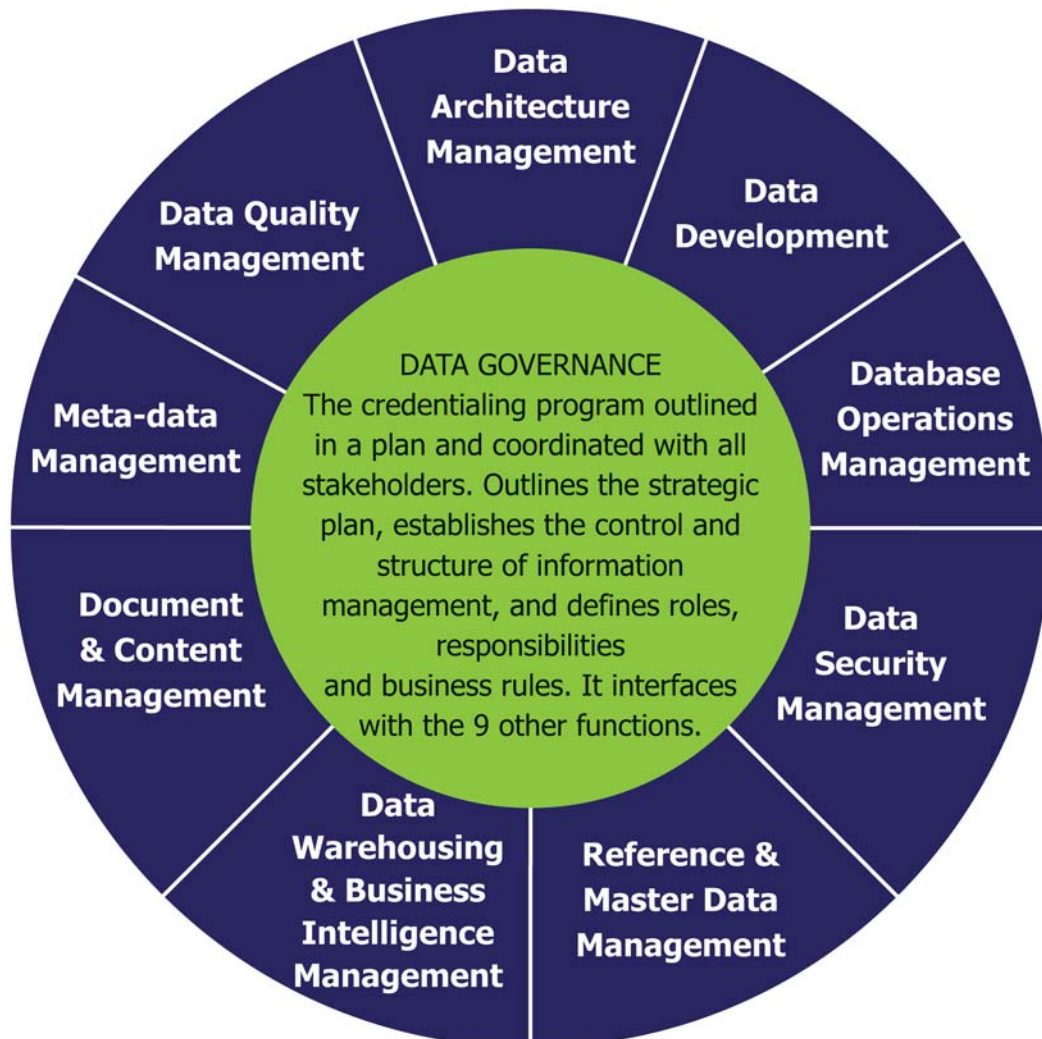 Data
Architecture
Management
Data
Development
Database
Operations
Management
Data
Security
Management
Reference &
Master Data
Management
Data
Warehousing
& Business
Intelligence
Management
Document
& Content
Management
Meta-data
Management
Data Quality
Management
DATA GOVERNANCE
The credentialing program outlined
in a plan and coordinated with all
stakeholders. Outlines the strategic
plan, establishes the control and
structure of information
management, and defines roles,
responsibilities
and business rules. It interfaces
with the 9 other functions.